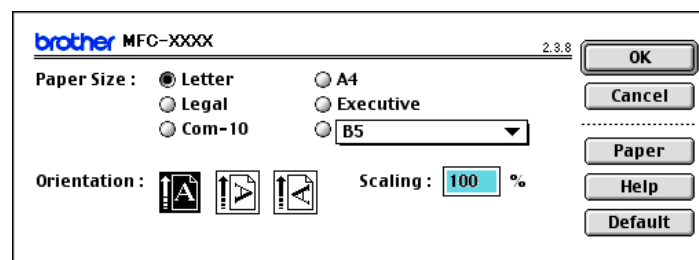 brother MFC-XXXX 2.3.8
OK
Paper Size : Letter A4
Cancel
Legal Executive
Com-10 B5
Paper
Orientation : A A A Scaling : 100 %
Help
Default